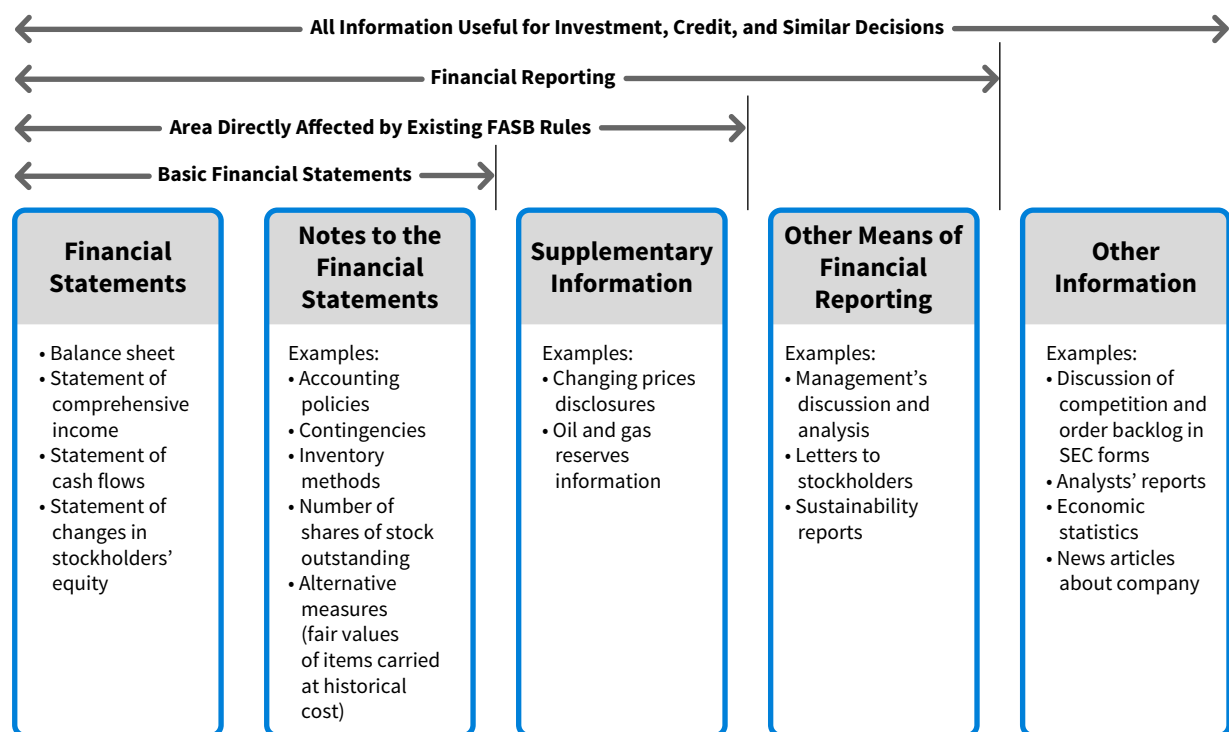 All Information Useful for Investment, Credit, and Similar Decisions
Financial Reporting
Area Directly Affected by Existing FASB Rules
Basic Financial Statements
Financial
Statements
• Balance sheet
• Statement of
comprehensive
income
• Statement of
cash flows
• Statement of
changes in
stockholders’
equity
Notes to the
Financial
Statements
Examples:
• Accounting
policies
• Contingencies
• Inventory
methods
• Number of
shares of stock
outstanding
• Alternative
measures
(fair values
of items carried
at historical
cost)
Supplementary
Information
Examples:
• Changing prices
disclosures
• Oil and gas
reserves
information
Other Means of
Financial
Reporting
Examples:
• Management’s
discussion and
analysis
• Letters to
stockholders
• Sustainability
reports
Other
Information
Examples:
• Discussion of
competition and
order backlog in
SEC forms
• Analysts’ reports
• Economic
statistics
• News articles
about company